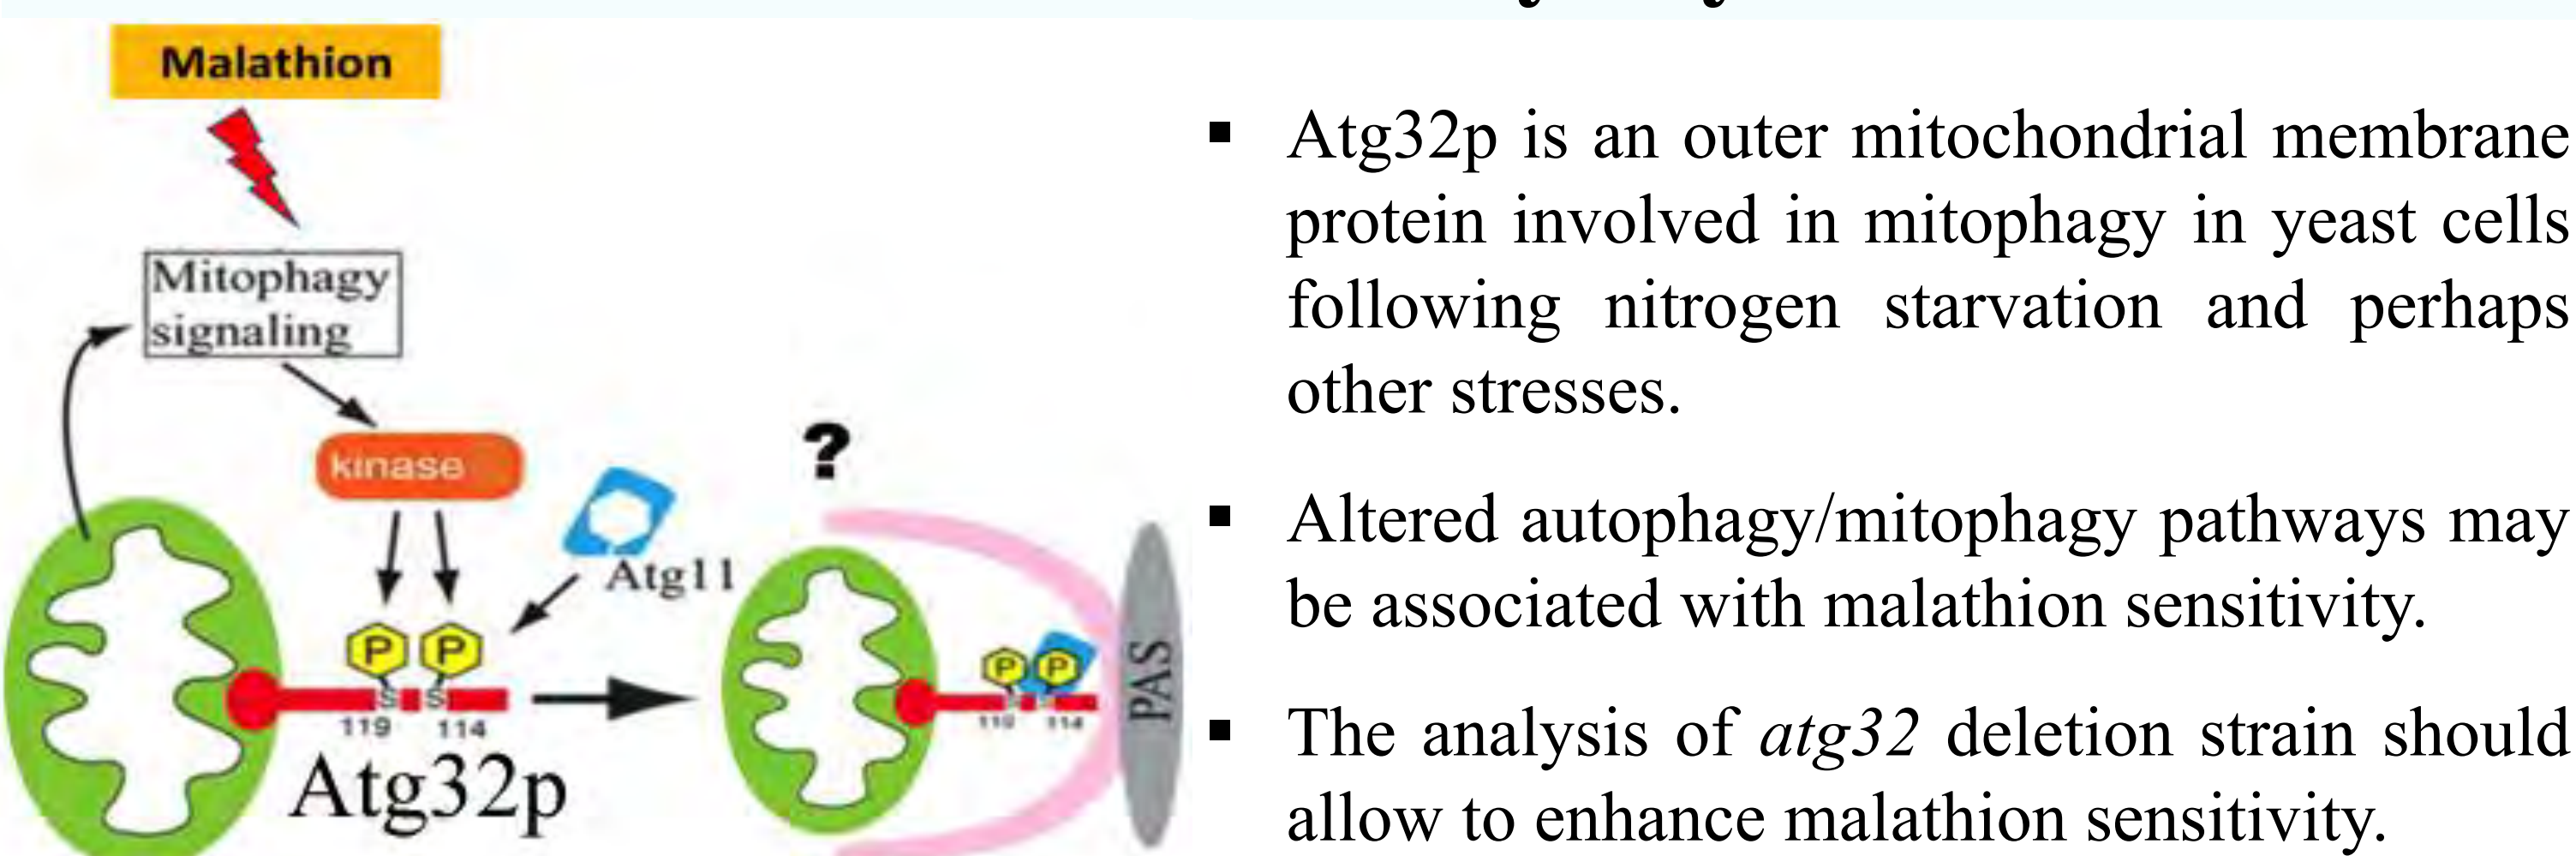 Malathion
Mitophagy
signaling
kinase
?
Atg11
P P
S S
119 114
Atg32p
P P
114
PAS
▪ Atg32p is an outer mitochondrial membrane
protein involved in mitophagy in yeast cells
following nitrogen starvation and perhaps
other stresses.
▪ Altered autophagy/mitophagy pathways may
be associated with malathion sensitivity.
▪ The analysis of atg32 deletion strain should
allow to enhance malathion sensitivity.